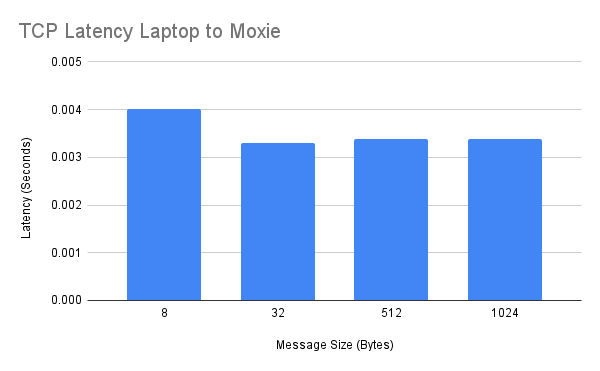 TCP Latency Laptop to Moxie
0.005
0.004
0.003
0.002
0.001
0.000
Latency (Seconds)
8 32 512 1024
Message Size (Bytes)